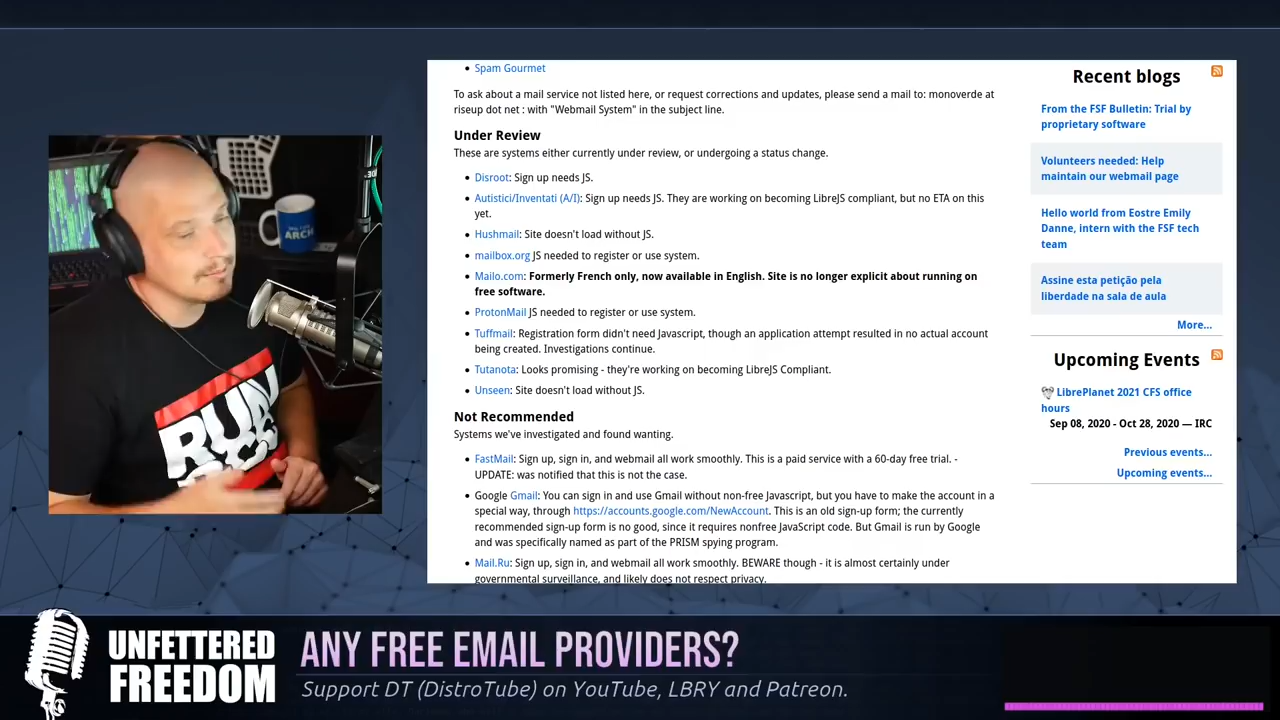 Spam Gourmet
To ask about a mail service not listed here, or request corrections and updates, please send a mail to: monoverde at
riseup dot net : with "Webmail System" in the subject line.
Under Review
These are systems either currently under review, or undergoing a status change.
Disroot: Sign up needs JS.
Autistici/Inventati (A/I): Sign up needs JS. They are working on becoming LibreJS compliant, but no ETA on this
yet.
Hushmail: Site doesn't load without JS.
mailbox.org JS needed to register or use system.
Mailo.com: Formerly French only, now available in English. Site is no longer explicit about running on
free software.
ProtonMail JS needed to register or use system.
Tuffmail: Registration form didn't need Javascript, though an application attempt resulted in no actual account
being created. Investigations continue.
Tutanota: Looks promising - they're working on becoming LibreJS Compliant.
Unseen: Site doesn't load without JS.
Not Recommended
Systems we've investigated and found wanting.
FastMail: Sign up, sign in, and webmail all work smoothly. This is a paid service with a 60-day free trial. -
UPDATE: was notified that this is not the case.
Google Gmail: You can sign in and use Gmail without non-free Javascript, but you have to make the account in a
special way, through https://accounts.google.com/NewAccount. This is an old sign-up form; the currently
recommended sign-up form is no good, since it requires nonfree JavaScript code. But Gmail is run by Google
and was specifically named as part of the PRISM spying program.
Mail.Ru: Sign up, sign in, and webmail all work smoothly. BEWARE though - it is almost certainly under
governmental surveillance, and likely does not respect privacy.
Recent blogs
From the FSF Bulletin: Trial by
proprietary software
Volunteers needed: Help
maintain our webmail page
Hello world from Eostre Emily
Danne, intern with the FSF tech
team
Assine esta petição pela
liberdade na sala de aula
More...
Upcoming Events
LibrePlanet 2021 CFS office
hours
Sep 08, 2020 - Oct 28, 2020 — IRC
Previous events...
Upcoming events...
ARCH
RUN
UNFETTERED
FREEDOM
ANY FREE EMAIL PROVIDERS?
Support DT (DistroTube) on YouTube, LBRY and Patreon.